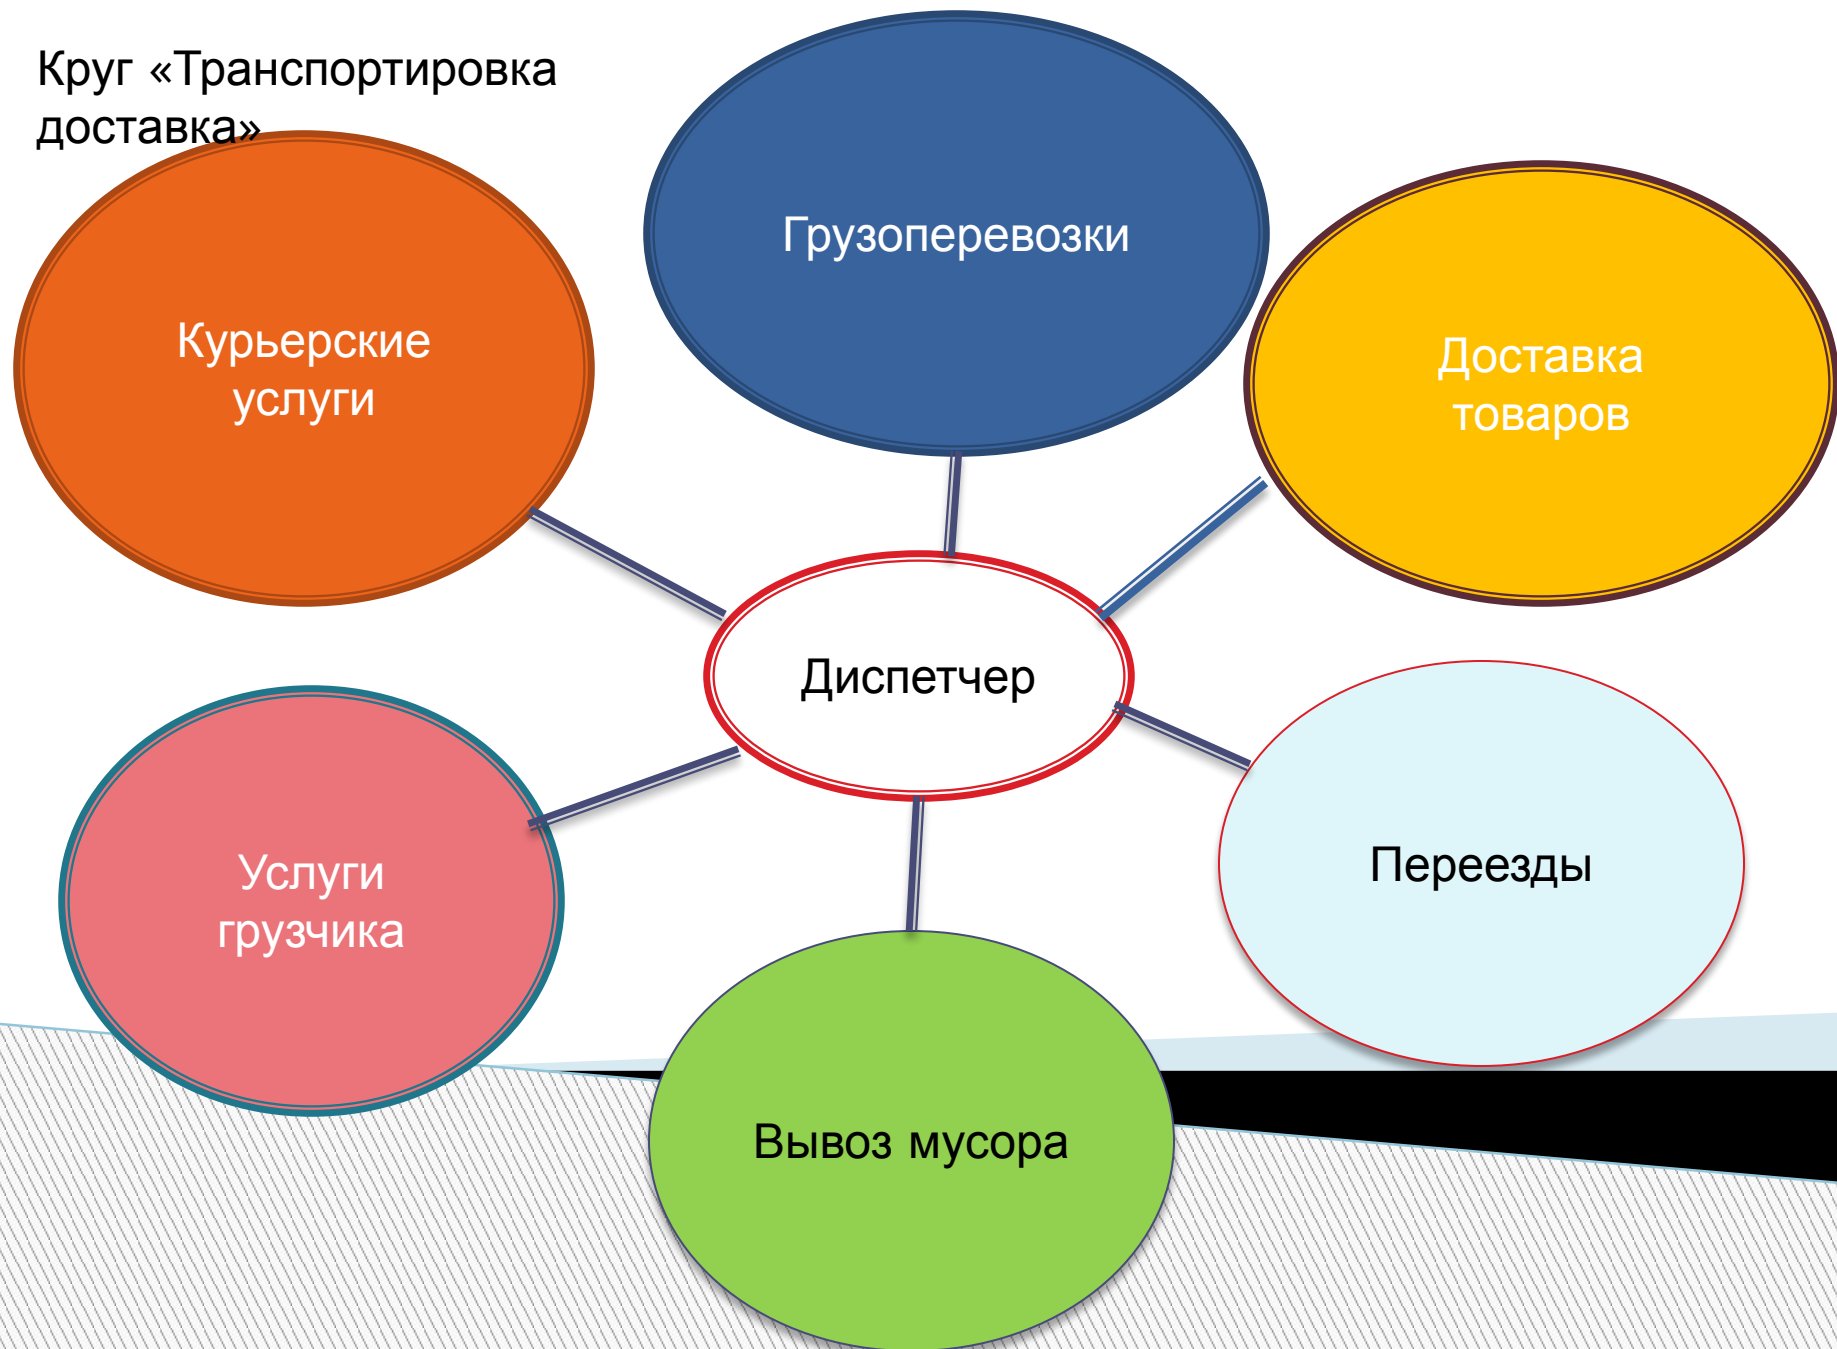 Круг «Транспортировка
доставка»
Грузоперевозки
Курьерские
услуги
Доставка
товаров
Диспетчер
Услуги
грузчика
Переезды
Вывоз мусора